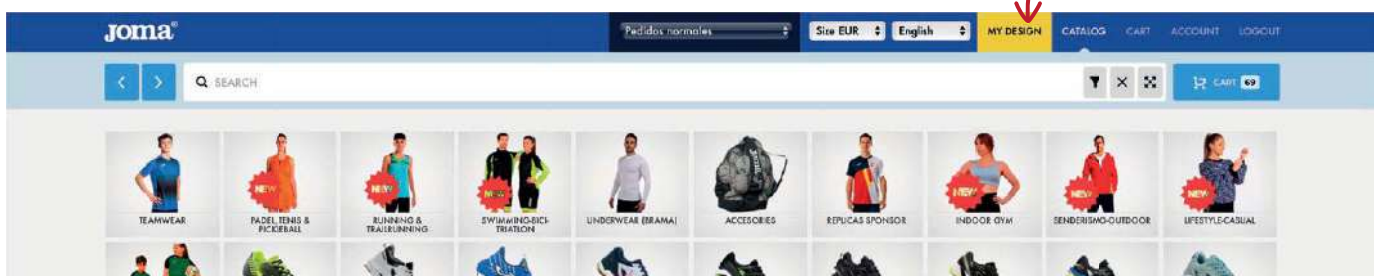 Joma
Pedidos normales
Size EUR
English
MY DESIGN
CATALOG
CART
ACCOUNT
LOGOUT
SEARCH
CART 69
NEW
NEW
NEW
NEW
NEW
NEW
TEAMWEAR
PADEL, TENIS &
PICKEBALL
RUNNING &
TRAILRUNNING
SWIMMING-BICI-
TRIATLON
UNDERWEAR (BRAMA)
ACCESORIES
REPLICAS SPONSOR
INDOOR GYM
SENDERISMO-OUTDOOR
LIFESTYLE-CASUAL